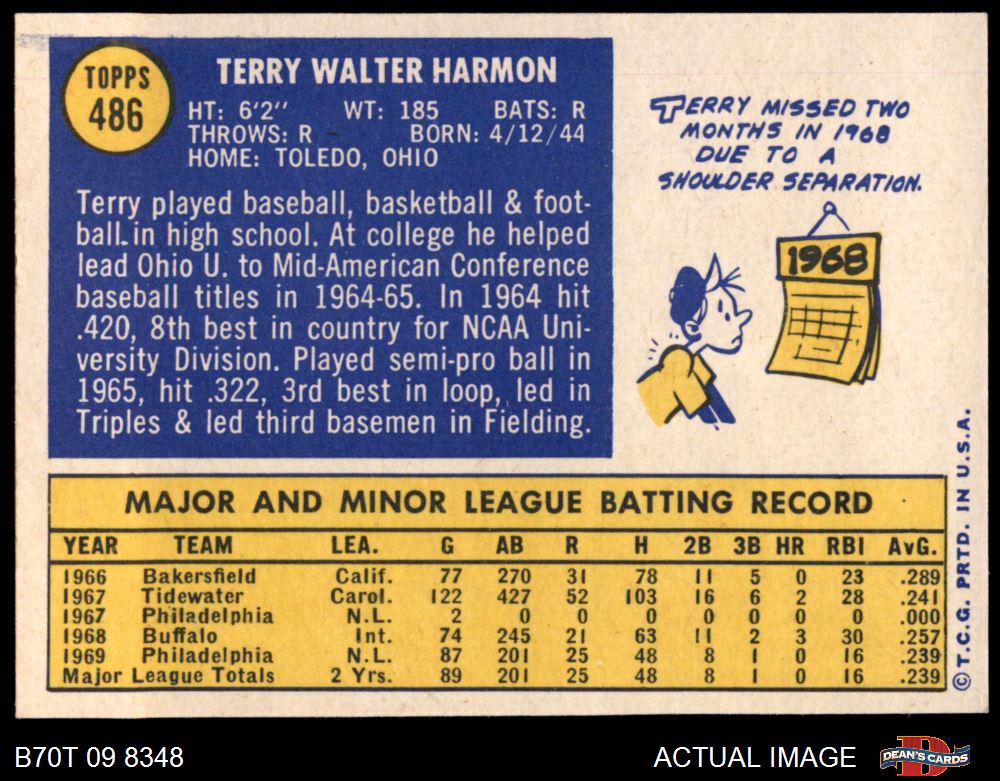 TOPPS
486
TERRY WALTER HARMON
HT: 6'2" WT: 185 BATS: R
THROWS: R BORN: 4/12/44
HOME: TOLEDO, OHIO
Terry played baseball, basketball & foot-
ball in high school. At college he helped
lead Ohio U. to Mid-American Conference
baseball titles in 1964-65. In 1964 hit
.420, 8th best in country for NCAA Uni-
versity Division. Played semi-pro ball in
1965, hit .322, 3rd best in loop, led in
Triples & led third basemen in Fielding.
TERRY MISSED TWO
MONTHS IN 1968
DUE TO A
SHOULDER SEPARATION.
1968
MAJOR AND MINOR LEAGUE BATTING RECORD
YEAR TEAM LEA. G AB R H 2B 3B HR RBI AvG.
1966 Bakersfield Calif. 77 270 31 78 11 5 0 23 .289
1967 Tidewater Carol. 122 427 52 103 16 6 2 28 .241
1967 Philadelphia N.L. 2 0 0 0 0 0 0 0 .000
1968 Buffalo Int. 74 245 21 63 11 2 3 30 .257
1969 Philadelphia N.L. 87 201 25 48 8 1 0 16 .239
Major League Totals 2 Yrs. 89 201 25 48 8 1 0 16 .239
© T.C.G. PRTD. IN U.S.A.
B70T 09 8348
ACTUAL IMAGE
DEAN'S CARDS